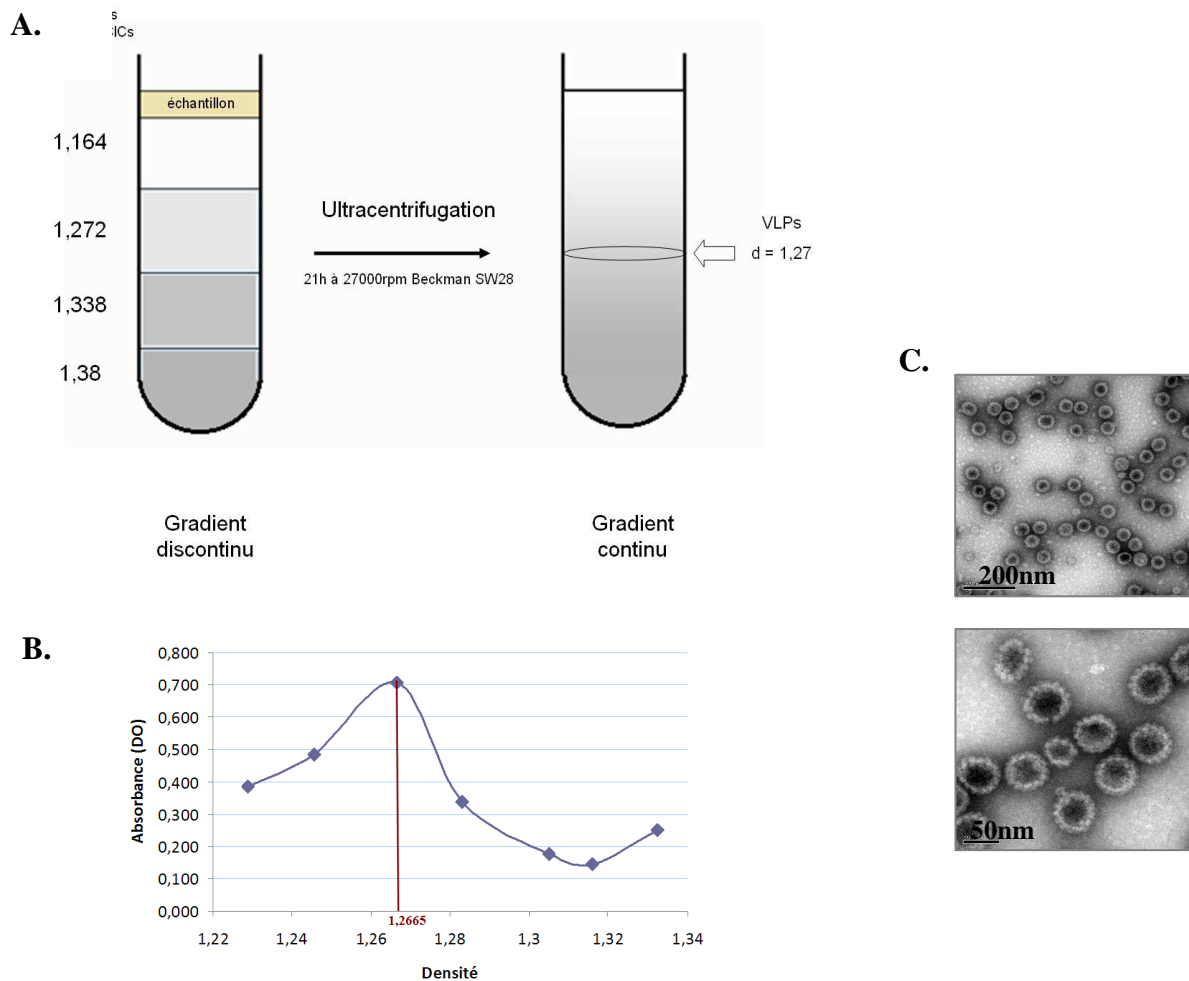 A.
s
CICs
échantillon
1,164
1,272
1,338
1,38
Ultracentrifugation
21h à 27000rpm Beckman SW28
VLPs
d = 1,27
Gradient
discontinu
Gradient
continu
C.
200nm
50nm
B.
0,800
0,700
0,600
0,500
0,400
0,300
0,200
0,100
0,000
Absorbance (DO)
1,2665
1,22
1,24
1,26
1,28
1,3
1,32
1,34
Densité